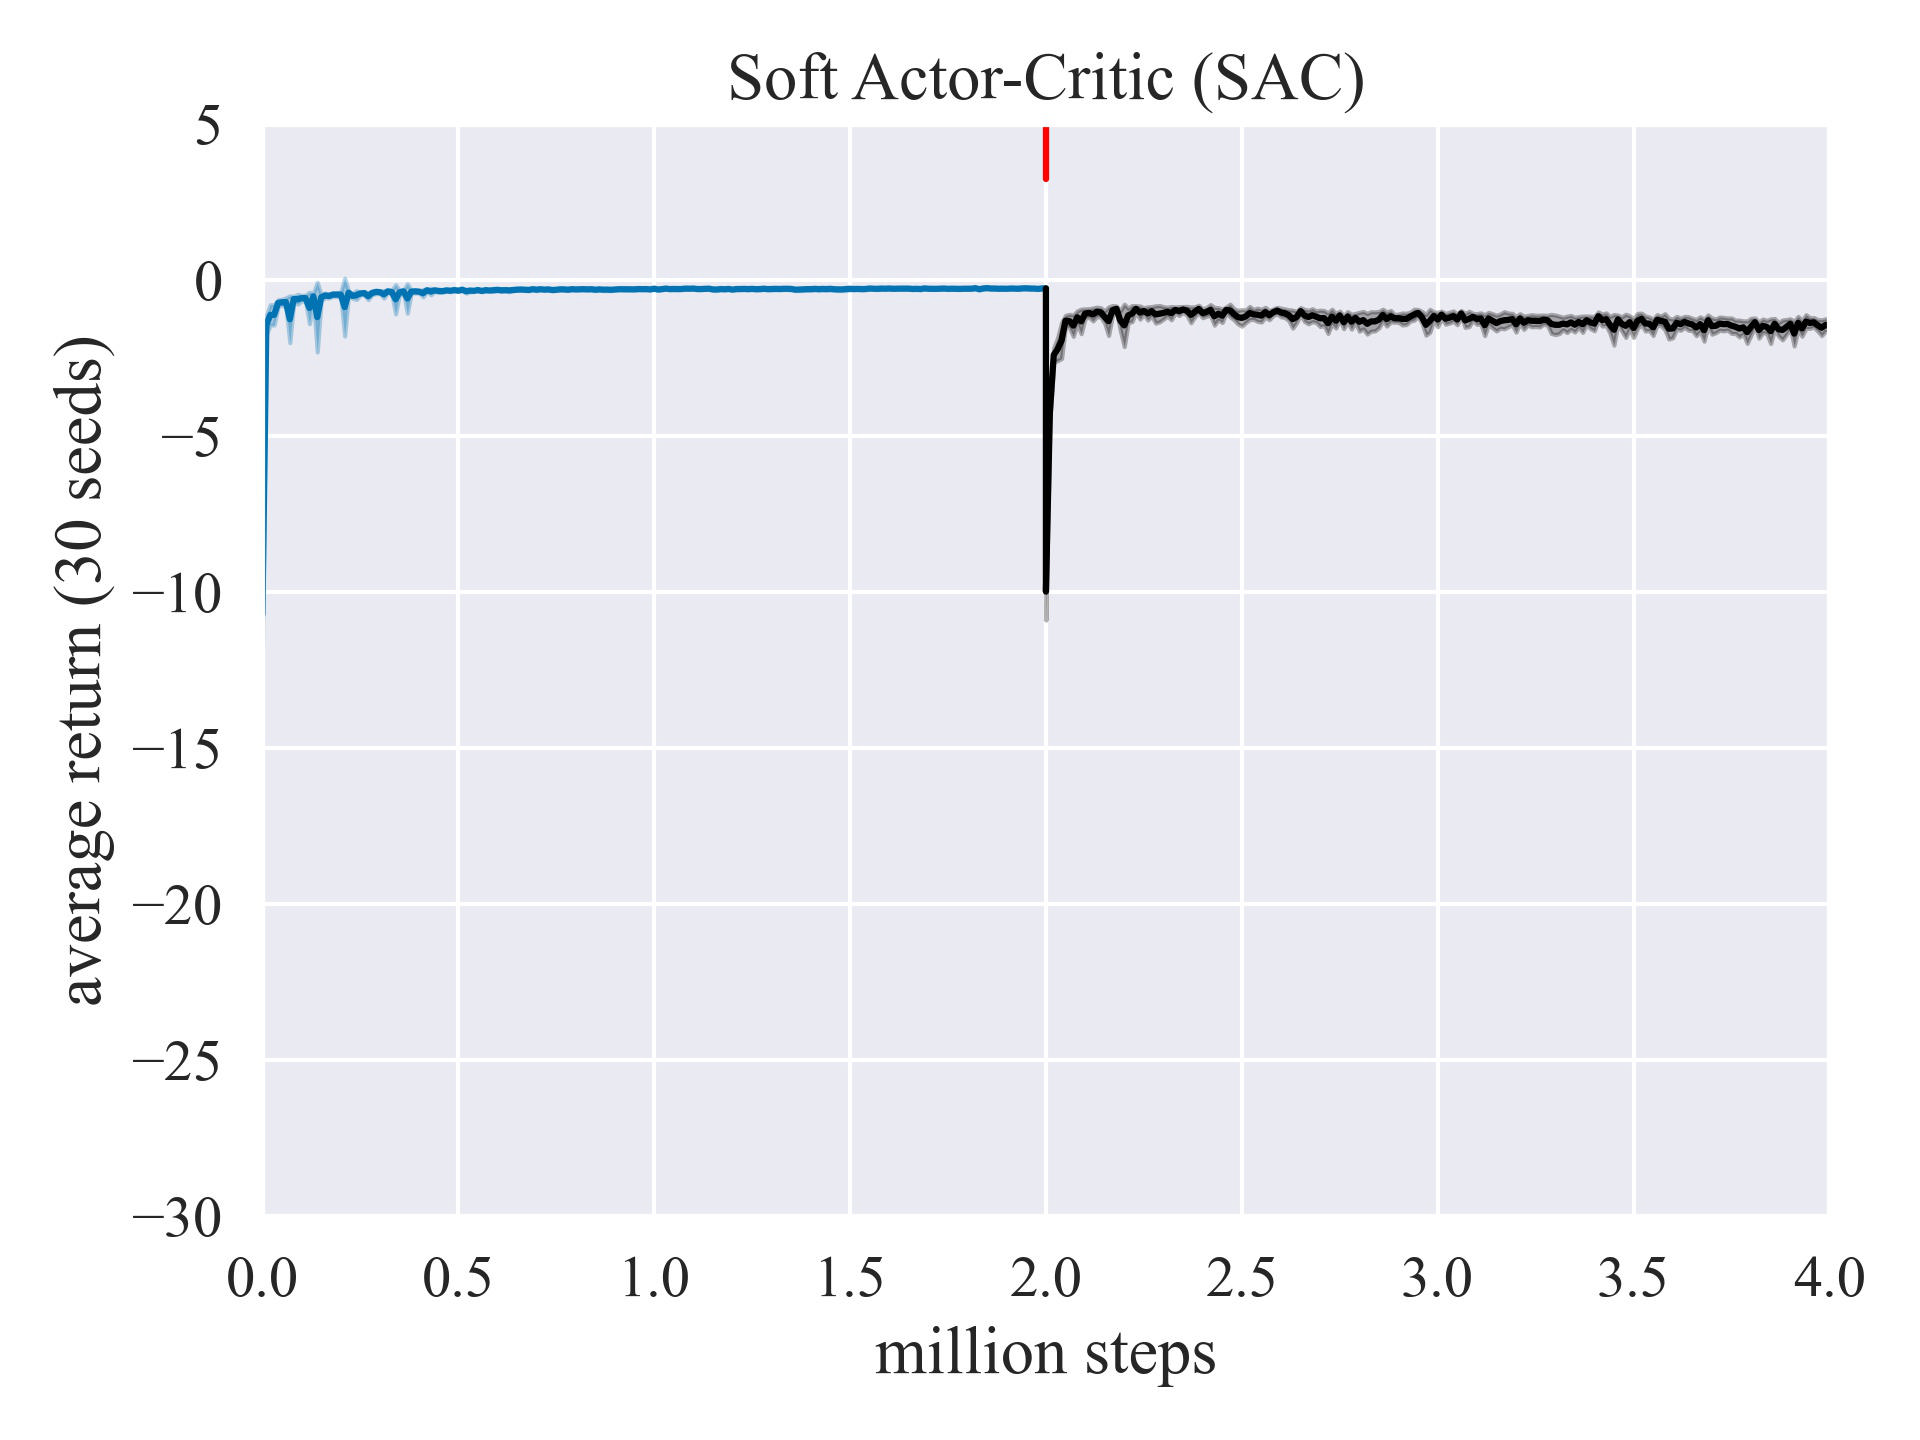 Soft Actor-Critic (SAC)
5
0
−5
−10
−15
−20
−25
−30
average return (30 seeds)
0.0 0.5 1.0 1.5 2.0 2.5 3.0 3.5 4.0
million steps